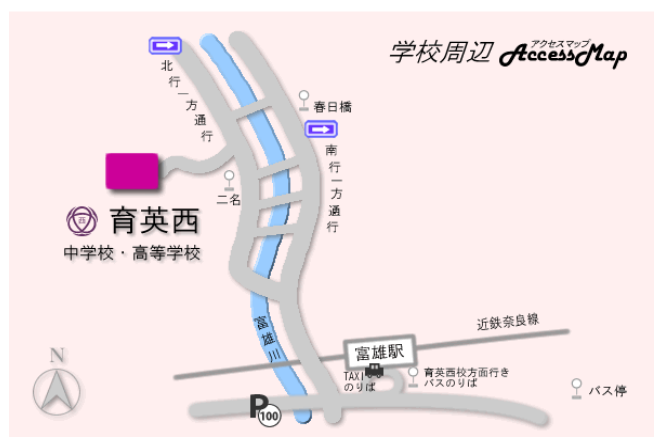 学校周辺
アクセスマップ
AccessMap
北行一方通行
春日橋
南行一方通行
二名
育英西
中学校・高等学校
近鉄奈良線
富雄川
富雄駅
TAXI
のりば
育英西校方面行き
バスのりば
バス停
N
P
100